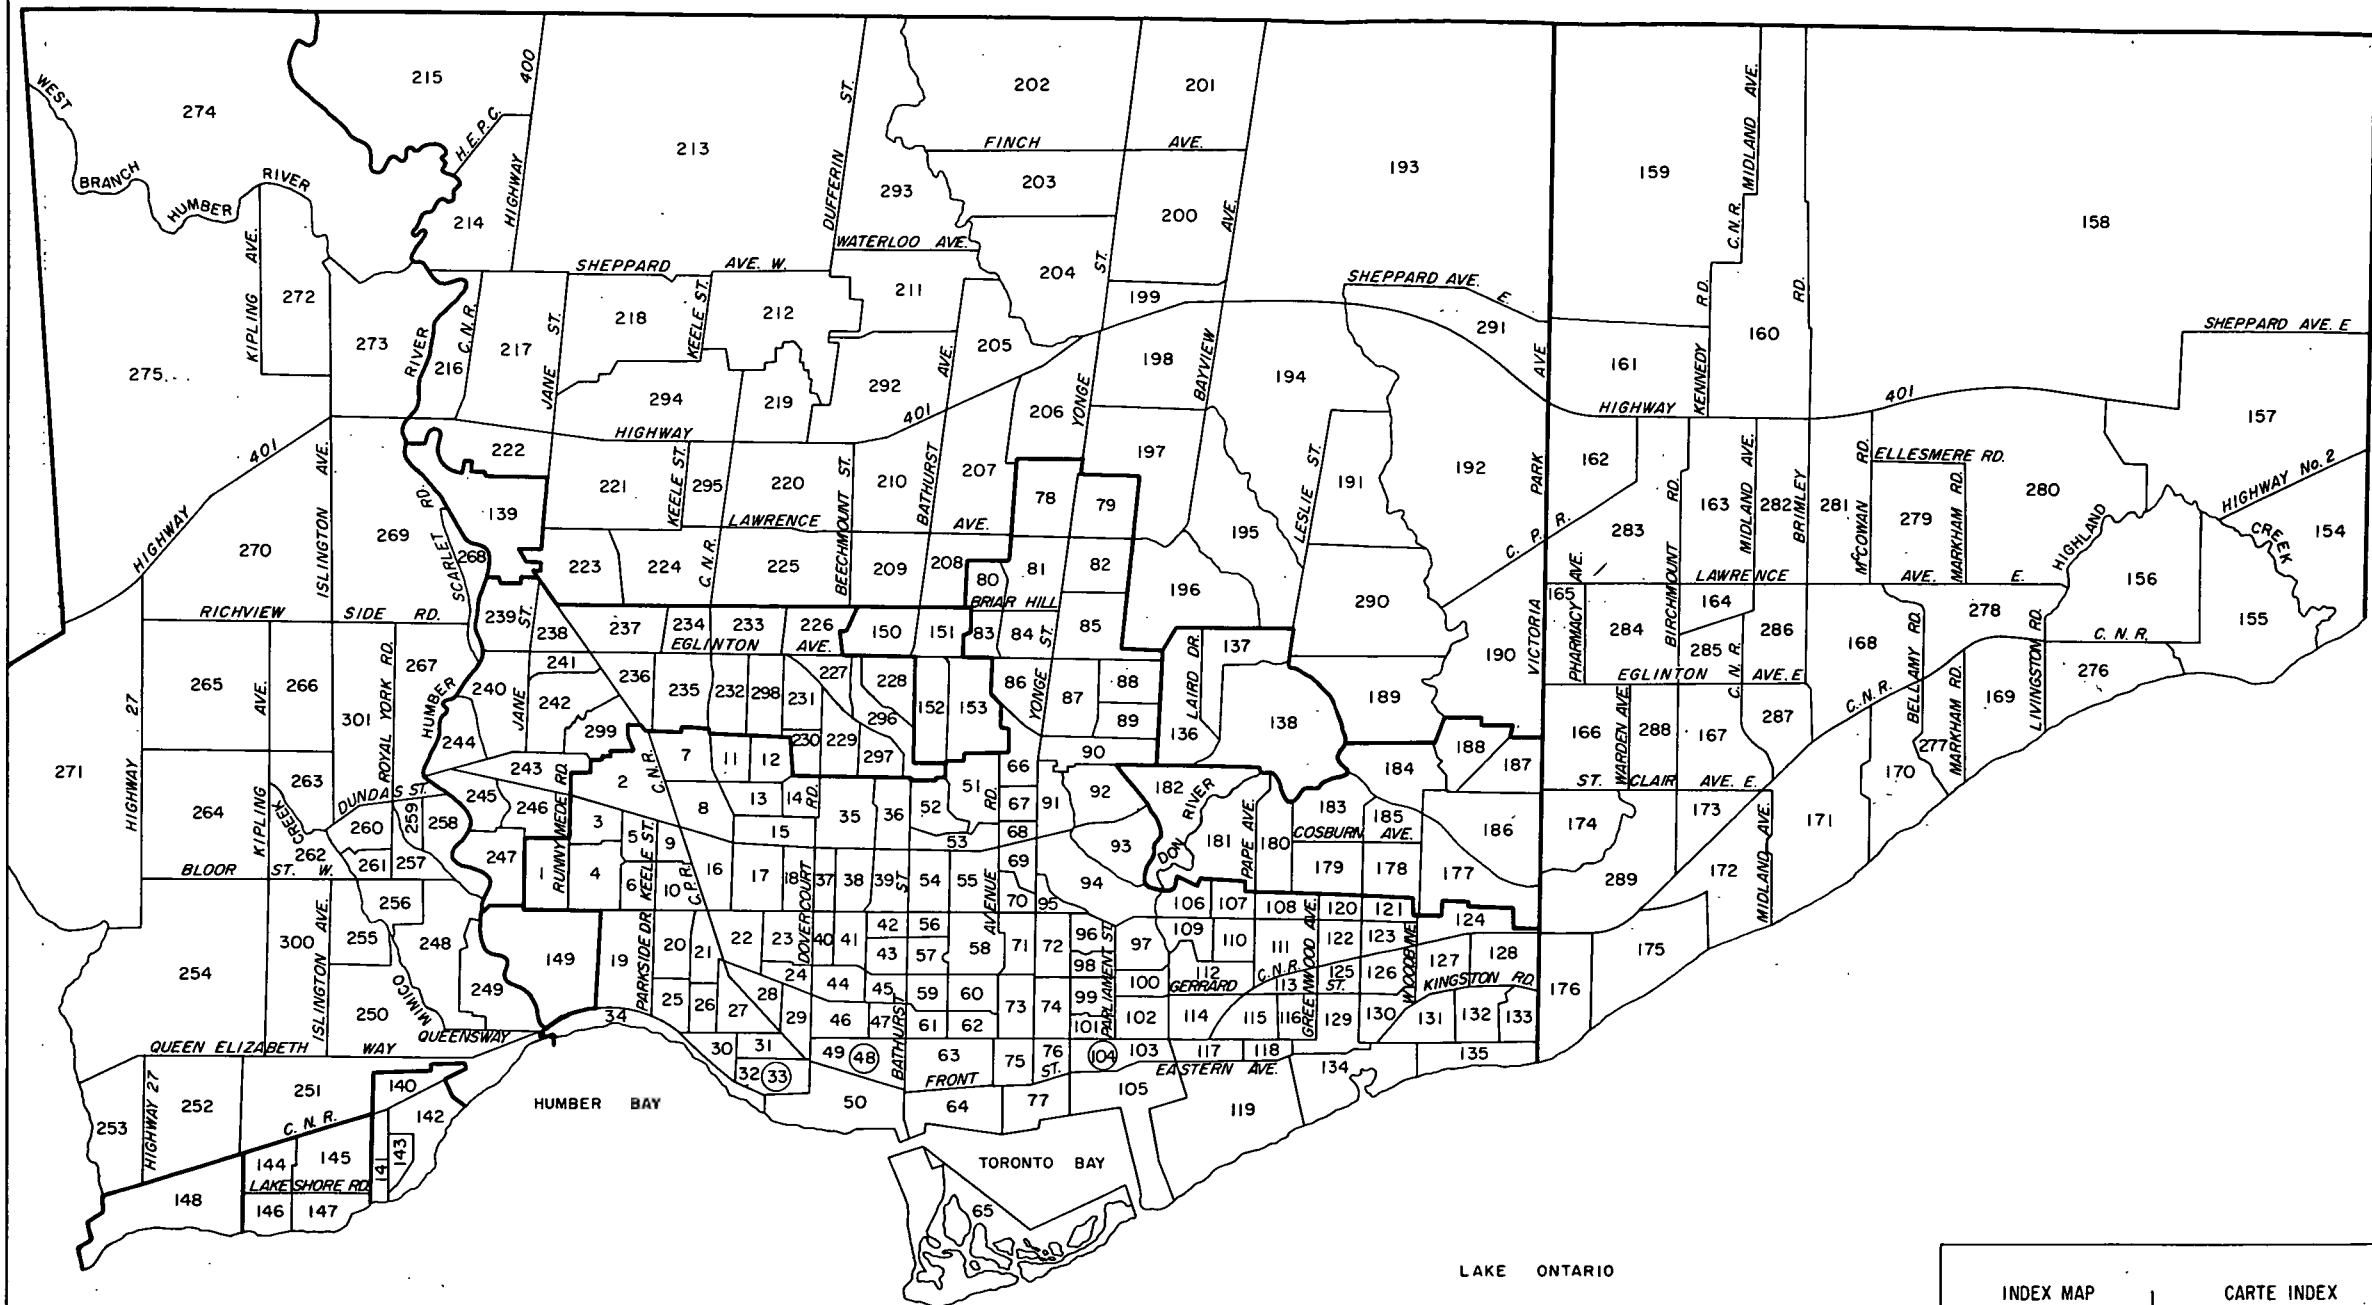 274
215
HIGHWAY 400
H.E.P.C.
213
DUFFERIN ST.
202
201
193
159
MIDLAND AVE.
C.N.R.
158
WEST
BRANCH
HUMBER
RIVER
FINCH AVE.
293
203
200
214
WATERLOO AVE.
204
KIPLING AVE.
272
SHEPPARD AVE. W.
SHEPPARD AVE. E.
199
211
291
160
SHEPPARD AVE. E
273
RIVER
216
C.N.R.
217
JANE ST.
218
KEELE ST.
212
205
198
BAYVIEW AVE.
194
161
KENNEDY RD.
BRIMLEY RD.
275
294
219
292
BATHURST AVE.
206
YONGE ST.
401
HIGHWAY
401
157
HIGHWAY 401
ISLINGTON AVE.
222
HIGHWAY
221
KEELE ST.
295
220
BEECHMOUNT ST.
210
207
197
LESLIE ST.
191
192
VICTORIA PARK AVE
162
BIRCHMOUNT RD.
163
MIDLAND AVE.
282
281
McCOWAN RD.
ELLESMERE RD.
279
MARKHAM RD.
280
HIGHWAY No. 2
HIGHLAND
CREEK
154
270
269
SCARLET RD.
139
268
LAWRENCE AVE.
78
79
195
C. P. R.
283
223
224
C.N.R.
225
209
208
80
81
82
196
290
LAWRENCE AVE. E.
156
155
RICHVIEW SIDE RD.
239
238
ST.
237
234
233
226
EGLINTON AVE.
150
151
BRIAR HILL
83
84
85
137
LAIRD DR.
190
165
PHARMACY AVE.
284
164
285
286
168
BELLAMY RD.
278
LIVINGSTON RD.
C. N. R.
276
265
266
301
ROYAL YORK RD.
267
HUMBER
240
JANE
241
242
236
235
232
298
231
227
228
296
152
153
86
YONGE
87
88
89
136
138
189
EGLINTON AVE. E
C.N.R.
C.N.R.
169
271
HIGHWAY 27
264
KIPLING AVE.
263
CREEK
DUNDAS ST.
244
243
299
RUNNYMEDE RD.
2
C.N.R.
7
11
12
230
229
297
90
66
188
187
184
166
WARDEN AVE.
288
167
287
277
MARKHAM RD.
170
ST. CLAIR AVE. E.
260
259
258
245
246
3
8
13
14
RD.
35
36
52
51
RD.
67
91
92
182
DON RIVER
PAPE AVE.
183
185
COSBURN AVE.
186
174
173
MIDLAND AVE.
171
262
261
257
BLOOR ST. W.
247
1
4
5
6
KEELE ST.
9
10
C.P.R.
15
16
17
18
DOVERCOURT
37
38
39
ST
53
54
55
AVENUE
68
69
70
93
94
95
181
180
179
178
177
289
172
256
255
248
300
ISLINGTON AVE.
254
249
149
19
PARKSIDE DR.
20
21
22
23
40
41
42
43
56
57
58
71
72
96
98
PARLIAMENT ST.
97
106
107
108
109
110
111
GREENWOOD AVE.
120
121
122
123
124
WOODBINE
127
128
175
250
MIMICO
QUEENSWAY
25
26
27
28
24
29
44
45
46
47
BATHURST
59
60
61
62
73
74
99
101
100
102
112
GERRARD ST.
C.N.R.
113
114
115
116
125
126
129
130
KINGSTON RD.
131
132
133
176
34
QUEEN ELIZABETH WAY
30
31
32
33
49
48
63
FRONT ST.
75
76
104
103
117
118
EASTERN AVE.
134
135
253
HIGHWAY 27
252
251
C. N. R.
140
142
143
141
HUMBER BAY
50
64
77
105
119
144
145
LAKE SHORE RD.
148
146
147
TORONTO BAY
65
LAKE ONTARIO
INDEX MAP
CARTE INDEX